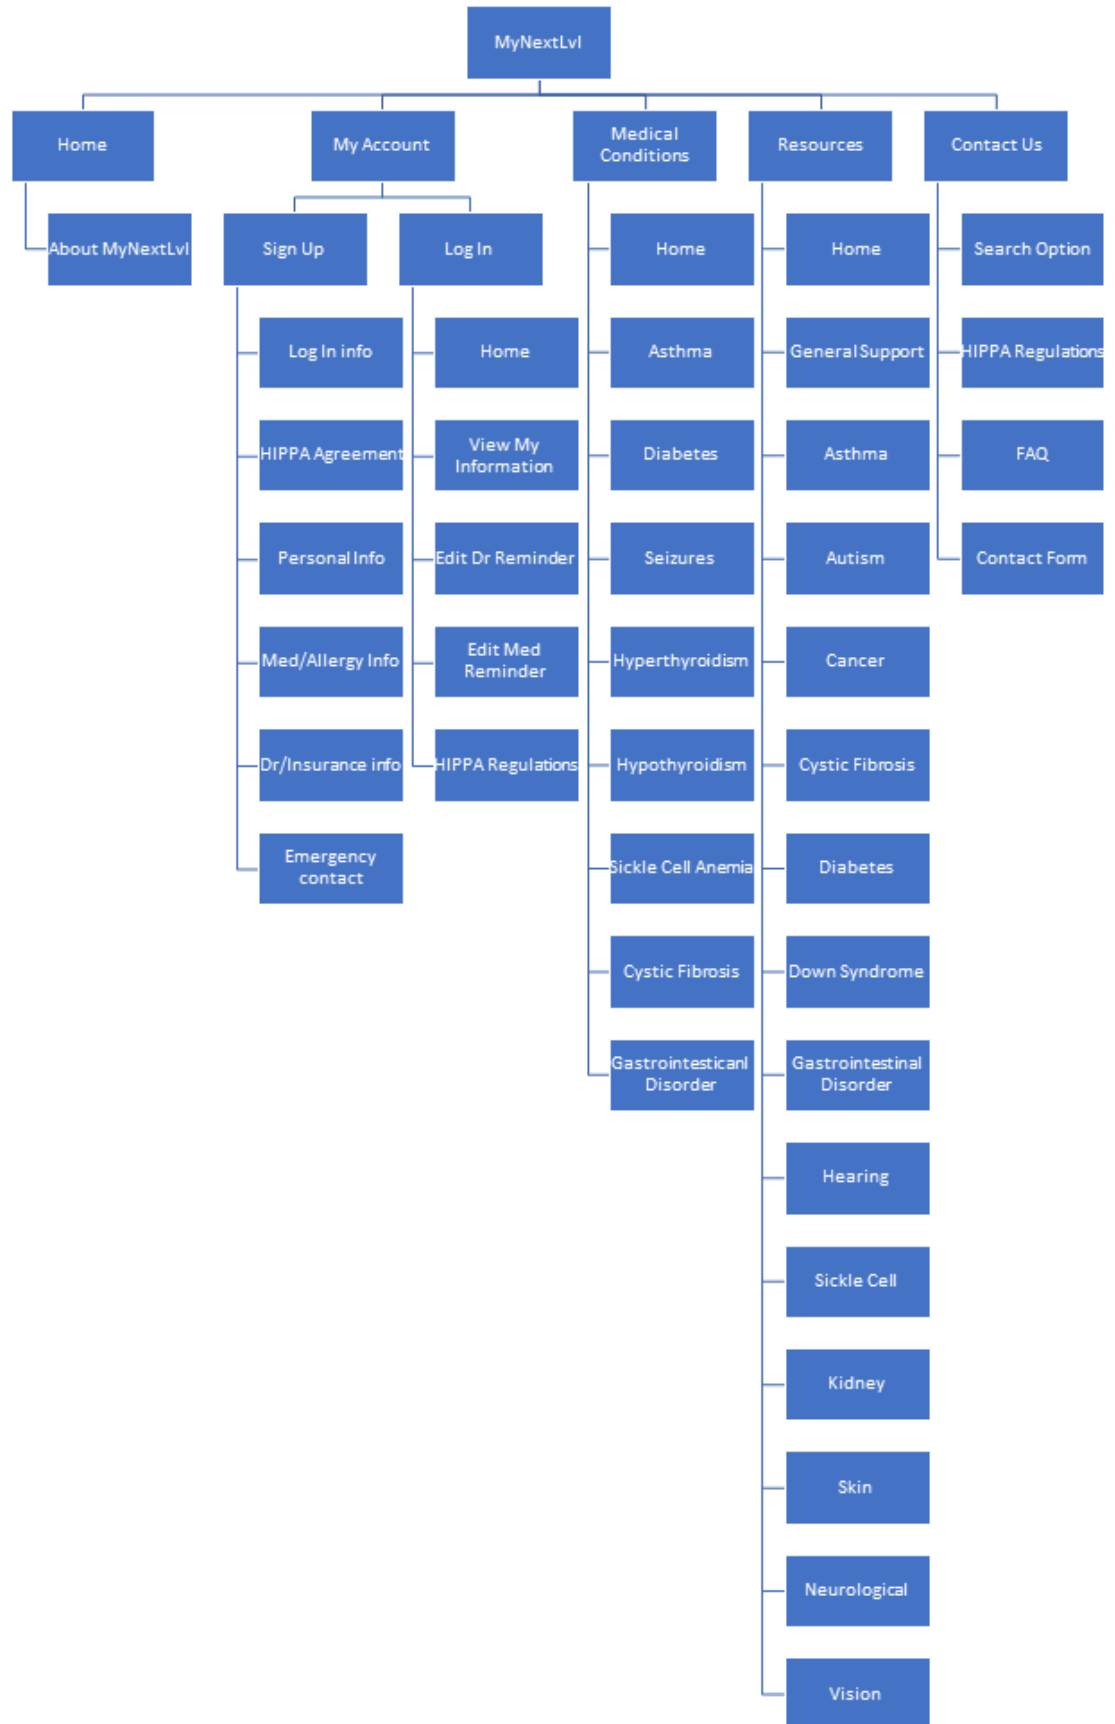 MyNextLvl
Home
My Account
Medical
Conditions
Resources
Contact Us
About MyNextLvl
Sign Up
Log In
Home
Home
Search Option
Log In info
Home
Asthma
General Support
HIPPA Regulations
HIPPA Agreement
View My
Information
Diabetes
Asthma
FAQ
Personal Info
Edit Dr Reminder
Seizures
Autism
Contact Form
Med/Allergy Info
Edit Med
Reminder
Hyperthyroidism
Cancer
Dr/Insurance info
HIPPA Regulations
Hypothyroidism
Cystic Fibrosis
Emergency
contact
Sickle Cell Anemia
Diabetes
Cystic Fibrosis
Down Syndrome
Gastrointesticanl
Disorder
Gastrointestinal
Disorder
Hearing
Sickle Cell
Kidney
Skin
Neurological
Vision